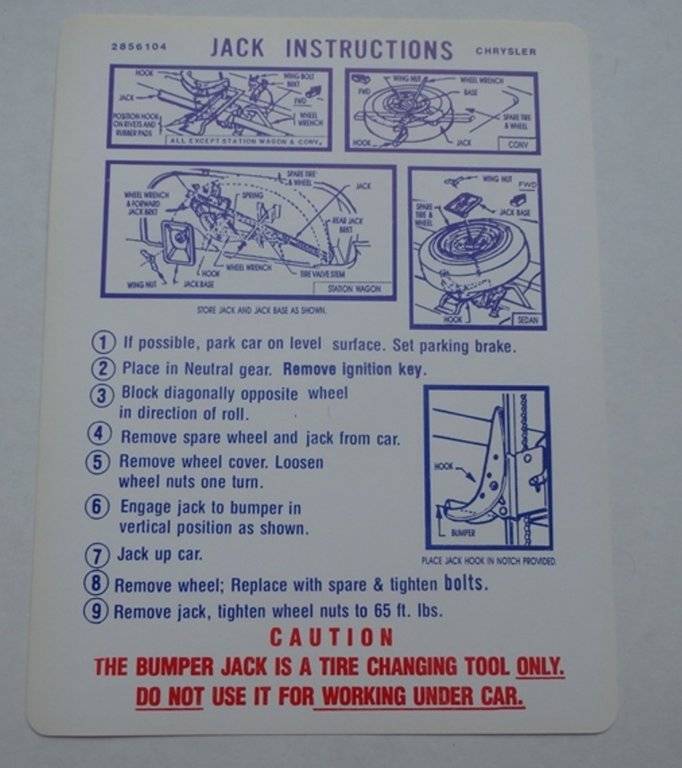 2856104 JACK INSTRUCTIONS CHRYSLER
HOOK
WING BOLT
BRKT
FWD
JACK
POSITION HOOK
ON RIVETS AND
RUBBER PADS
WHEEL
WRENCH
ALL EXCEPT STATION WAGON & CONV.
WING NUT
WHEEL WRENCH
FWD
BASE
SPARE TIRE
& WHEEL
HOOK
JACK
CONV
SPARE TIRE
& WHEEL
JACK
WHEEL WRENCH
& FORWARD
JACK BRKT
SPRING
REAR JACK
BRKT
HOOK
WHEEL WRENCH
TIRE VALVE STEM
WING NUT
JACK BASE
STATION WAGON
WING NUT
FWD
SPARE
TIRE &
WHEEL
JACK BASE
HOOK
SEDAN
STORE JACK AND JACK BASE AS SHOWN.
1 If possible, park car on level surface. Set parking brake.
2 Place in Neutral gear. Remove ignition key.
3 Block diagonally opposite wheel
in direction of roll.
4 Remove spare wheel and jack from car.
5 Remove wheel cover. Loosen
wheel nuts one turn.
6 Engage jack to bumper in
vertical position as shown.
7 Jack up car.
HOOK
BUMPER
PLACE JACK HOOK IN NOTCH PROVIDED.
8 Remove wheel; Replace with spare & tighten bolts.
9 Remove jack, tighten wheel nuts to 65 ft. lbs.
CAUTION
THE BUMPER JACK IS A TIRE CHANGING TOOL ONLY.
DO NOT USE IT FOR WORKING UNDER CAR.